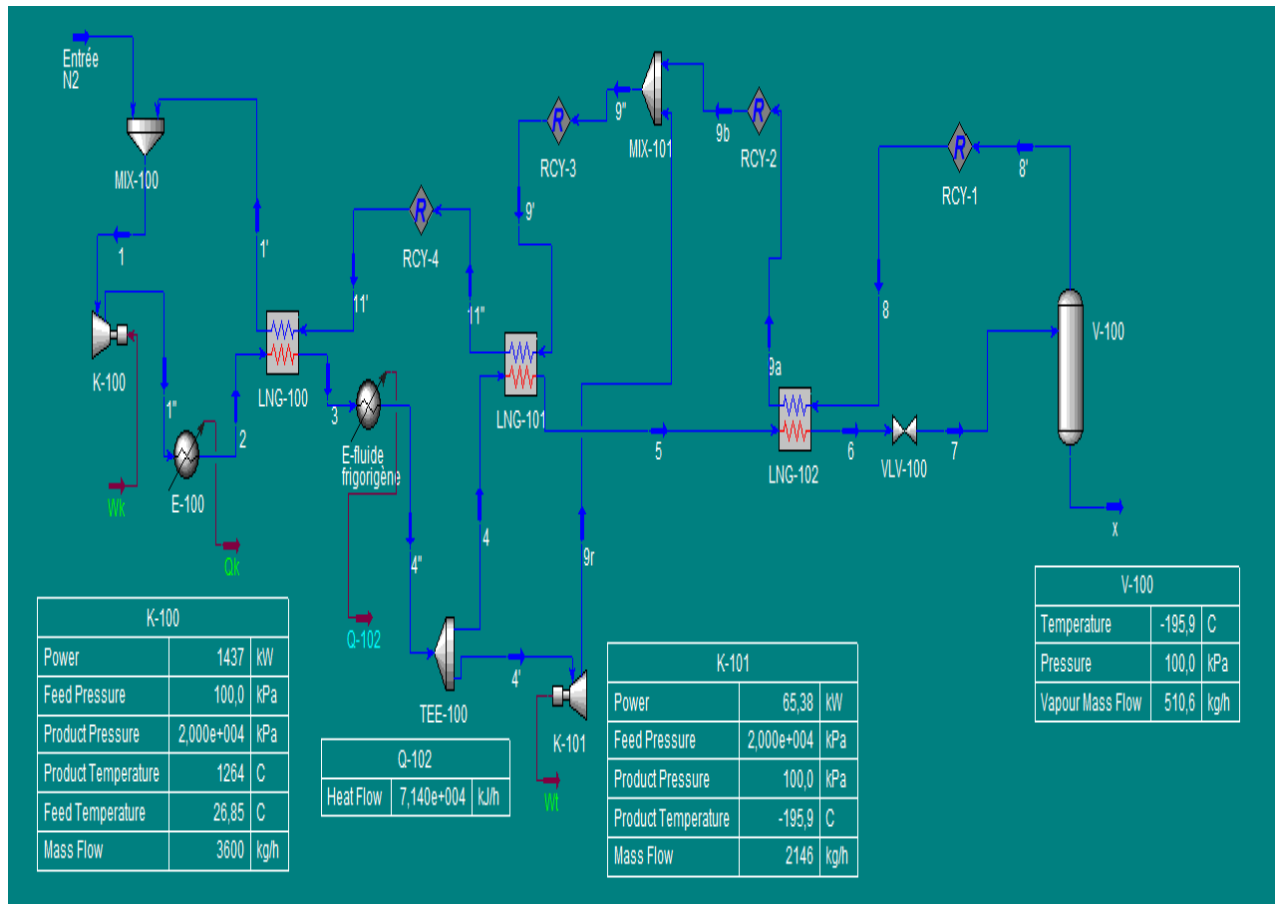 Entrée
N2
MIX-100
1
1'
K-100
1"
2
LNG-100
3
E-100
Wk
Qk
RCY-4
11'
11"
RCY-3
9"
9'
MIX-101
9b
RCY-2
RCY-1
8'
8
LNG-101
E-fluide
frigorigène
4
4"
5
9a
LNG-102
6
VLV-100
7
V-100
x
9r
Q-102
TEE-100
4'
K-101
Wt
K-100
Power 1437 kW
Feed Pressure 100,0 kPa
Product Pressure 2,000e+004 kPa
Product Temperature 1264 C
Feed Temperature 26,85 C
Mass Flow 3600 kg/h
Q-102
Heat Flow 7,140e+004 kJ/h
K-101
Power 65,38 kW
Feed Pressure 2,000e+004 kPa
Product Pressure 100,0 kPa
Product Temperature -195,9 C
Mass Flow 2146 kg/h
V-100
Temperature -195,9 C
Pressure 100,0 kPa
Vapour Mass Flow 510,6 kg/h